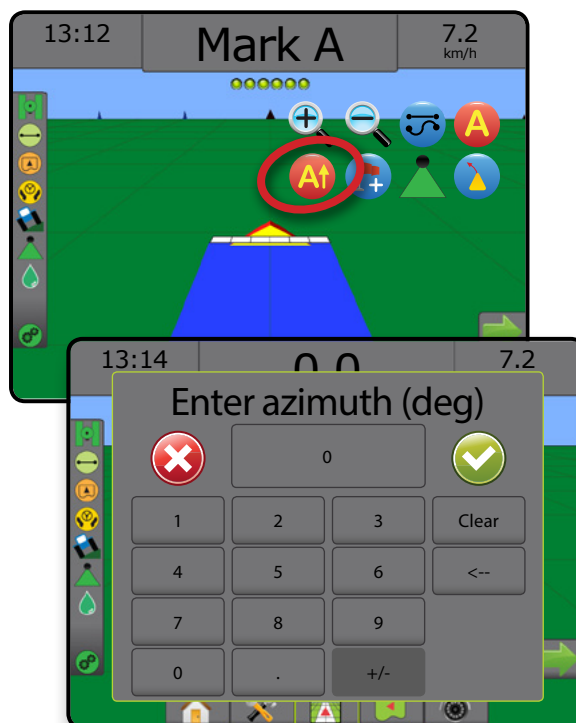 13:12 Mark A 7.2
km/h
A
A
13:14 0.0 7.2
Enter azimuth (deg)
0
1 2 3 Clear
4 5 6 <--
7 8 9
0 . +/-